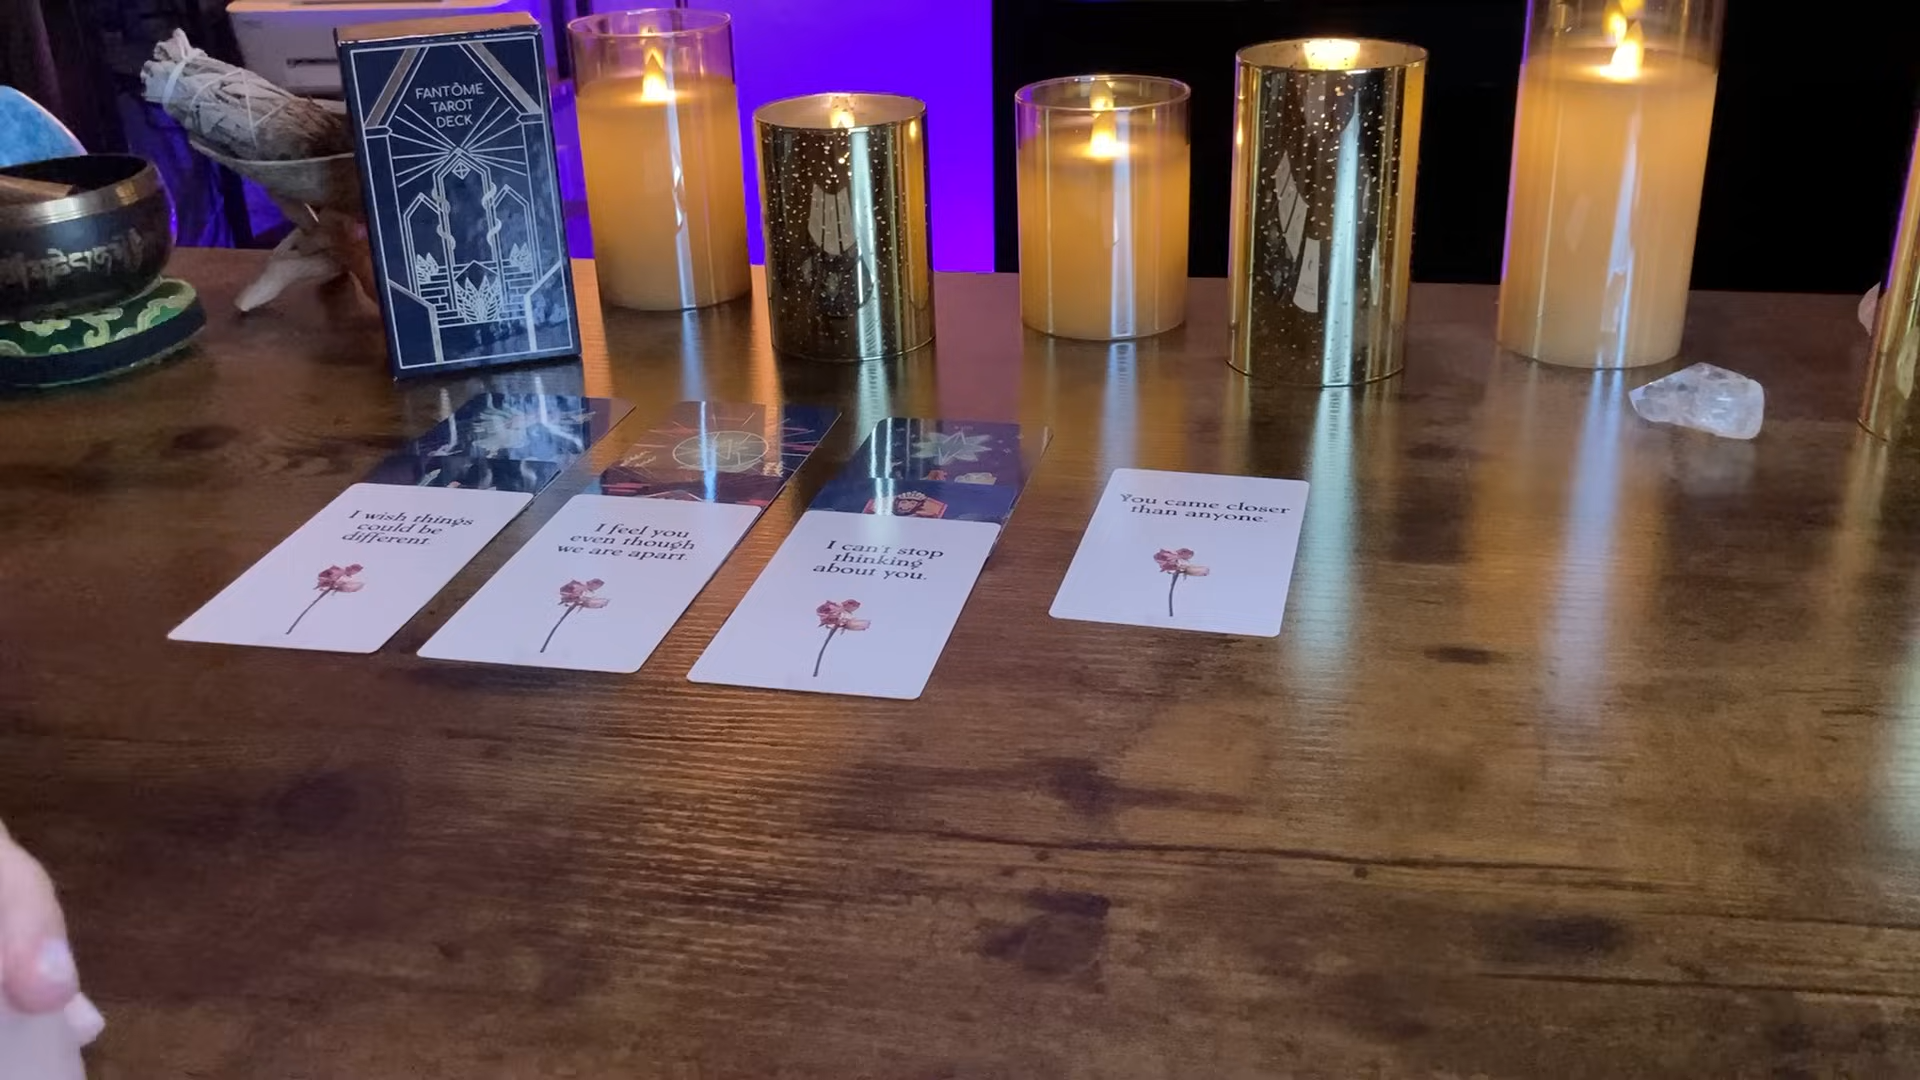 FANTÔME
TAROT
DECK
I wish things
could be
different.
I feel you
even though
we are apart.
I can't stop
thinking
about you.
You came closer
than anyone.